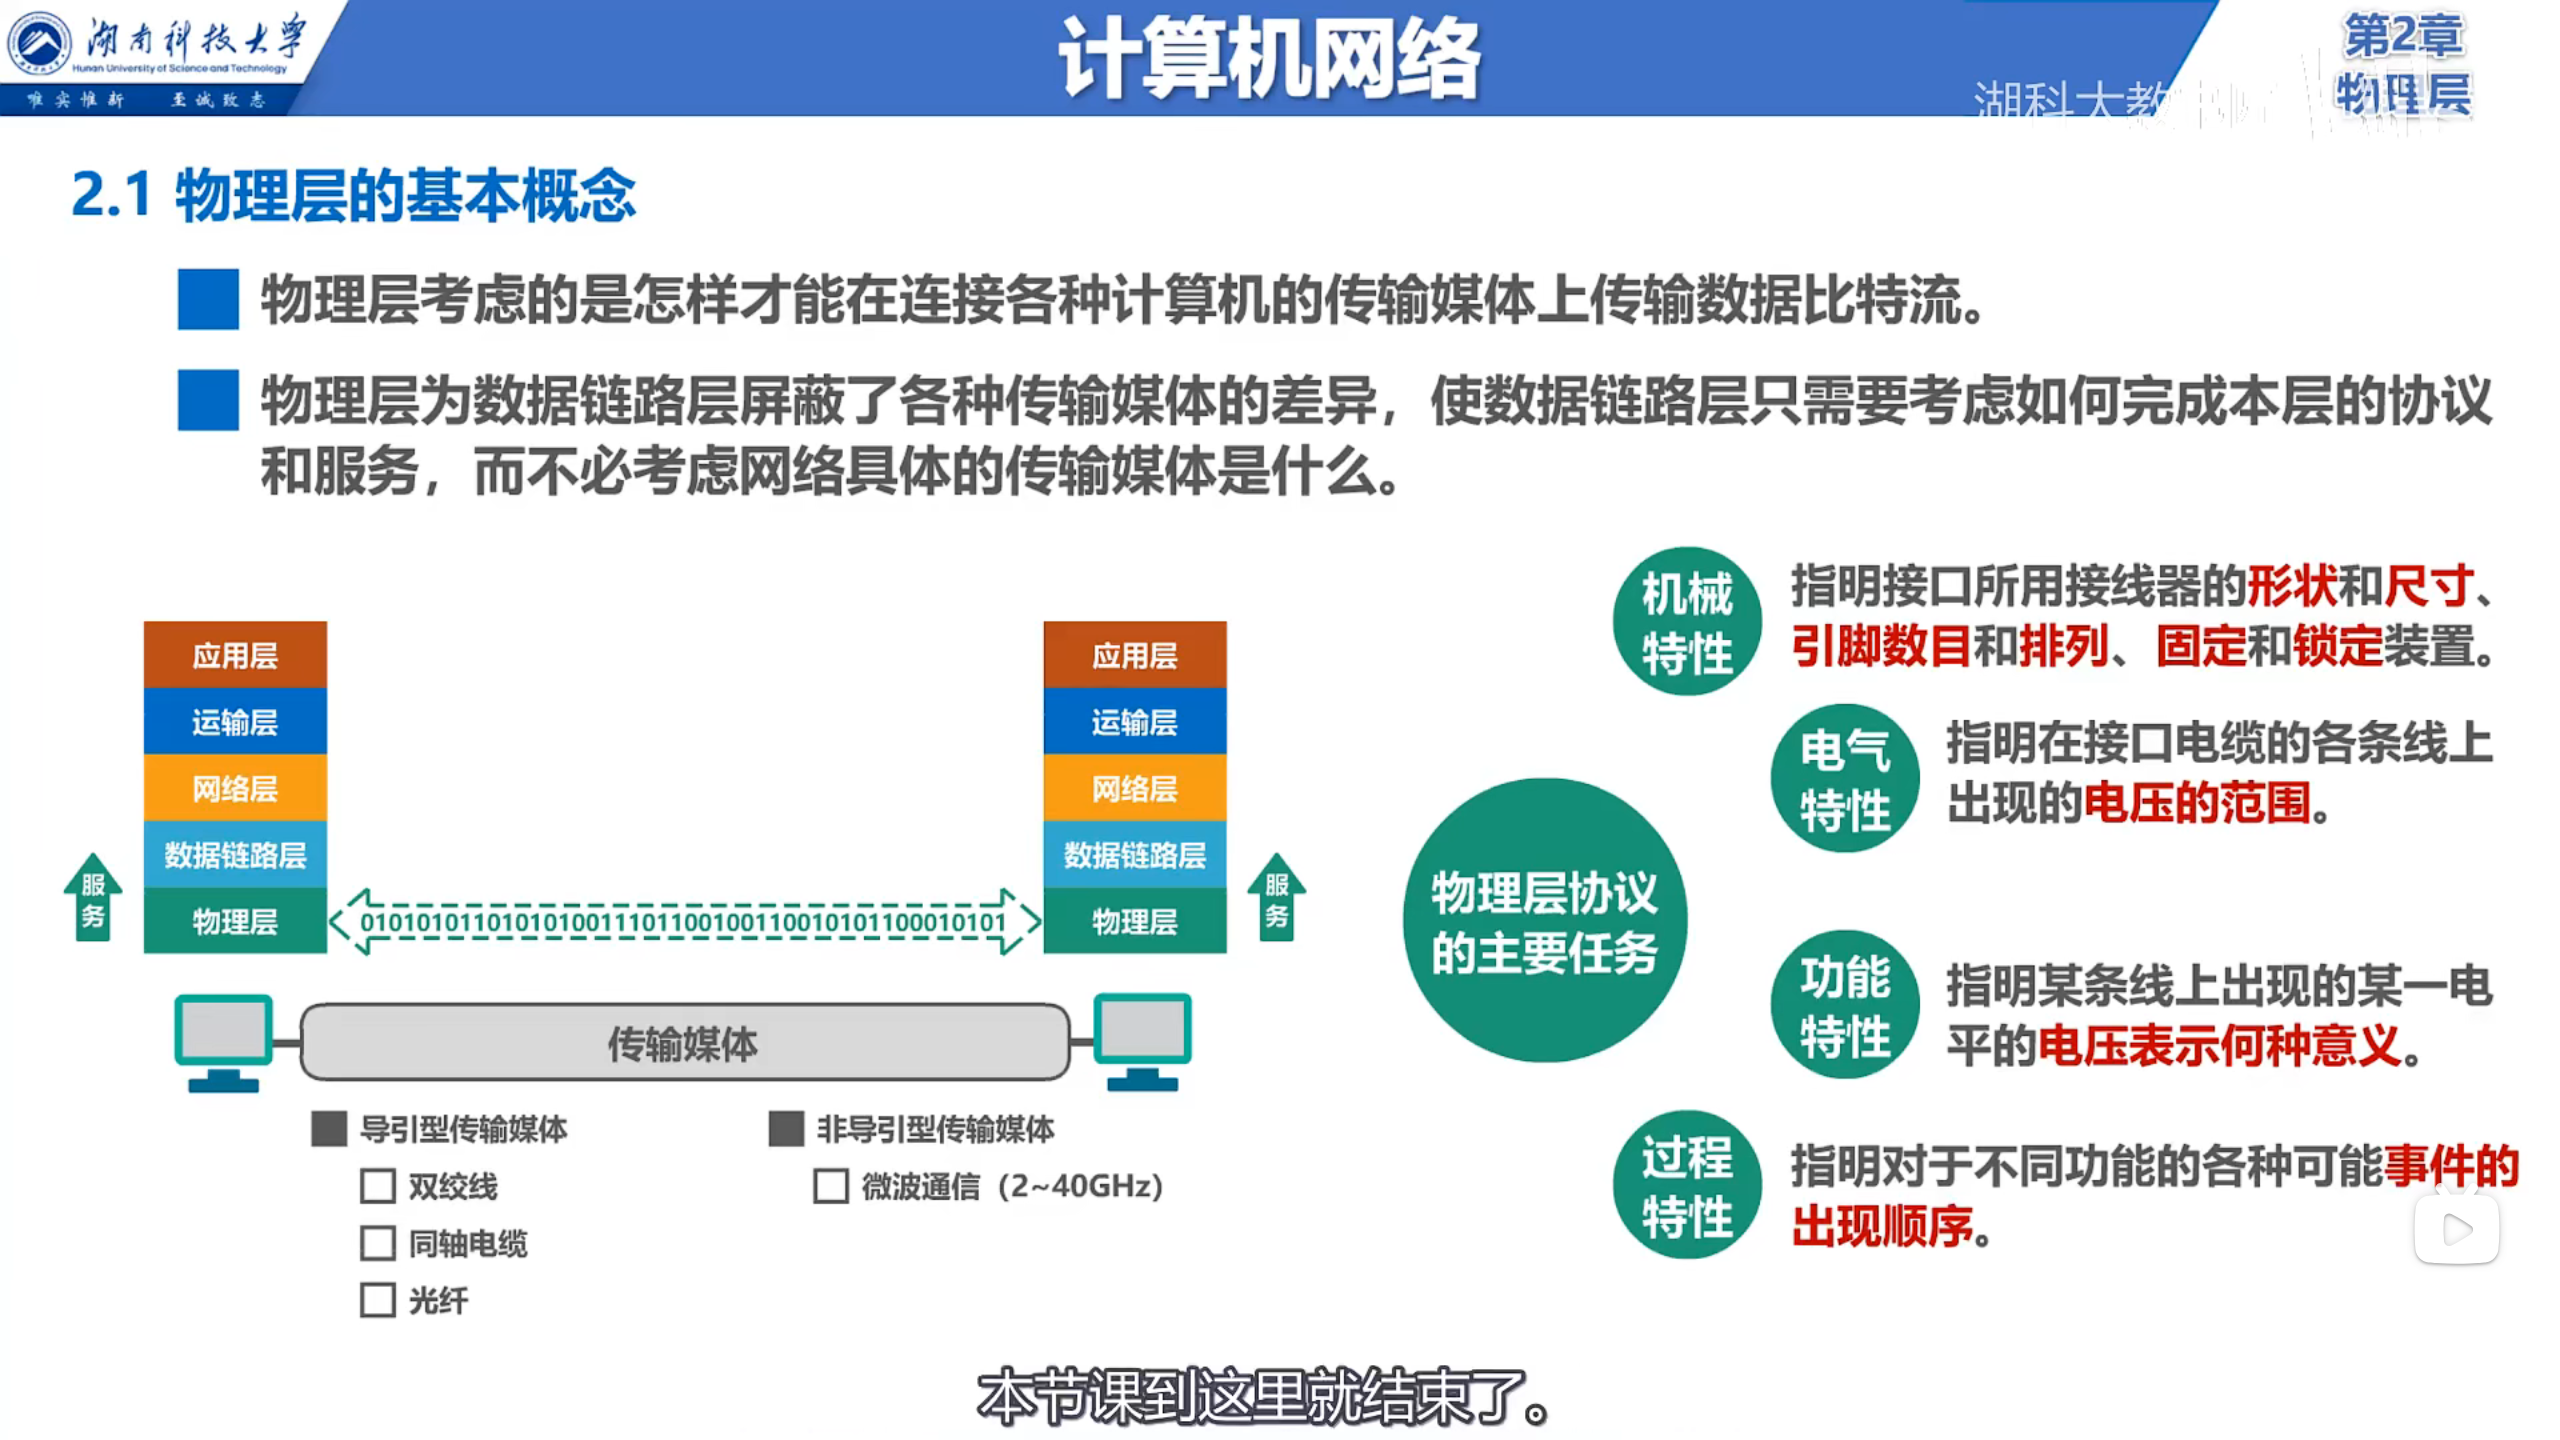 湖南科技大学
Hunan University of Science and Technology
唯实惟新 至诚致志
计算机网络
第2章
物理层
湖科大教
2.1 物理层的基本概念
物理层考虑的是怎样才能在连接各种计算机的传输媒体上传输数据比特流。
物理层为数据链路层屏蔽了各种传输媒体的差异，使数据链路层只需要考虑如何完成本层的协议
和服务，而不必考虑网络具体的传输媒体是什么。
应用层
运输层
网络层
数据链路层
物理层
服
务
010101011010101001110110010011001010110001010​1
应用层
运输层
网络层
数据链路层
物理层
服
务
传输媒体
导引型传输媒体
双绞线
同轴电缆
光纤
非导引型传输媒体
微波通信（2~40GHz）
物理层协议
的主要任务
机械
特性
指明接口所用接线器的形状和尺寸、
引脚数目和排列、固定和锁定装置。
电气
特性
指明在接口电缆的各条线上
出现的电压的范围。
功能
特性
指明某条线上出现的某一电
平的电压表示何种意义。
过程
特性
指明对于不同功能的各种可能事件的
出现顺序。
本节课到这里就结束了。